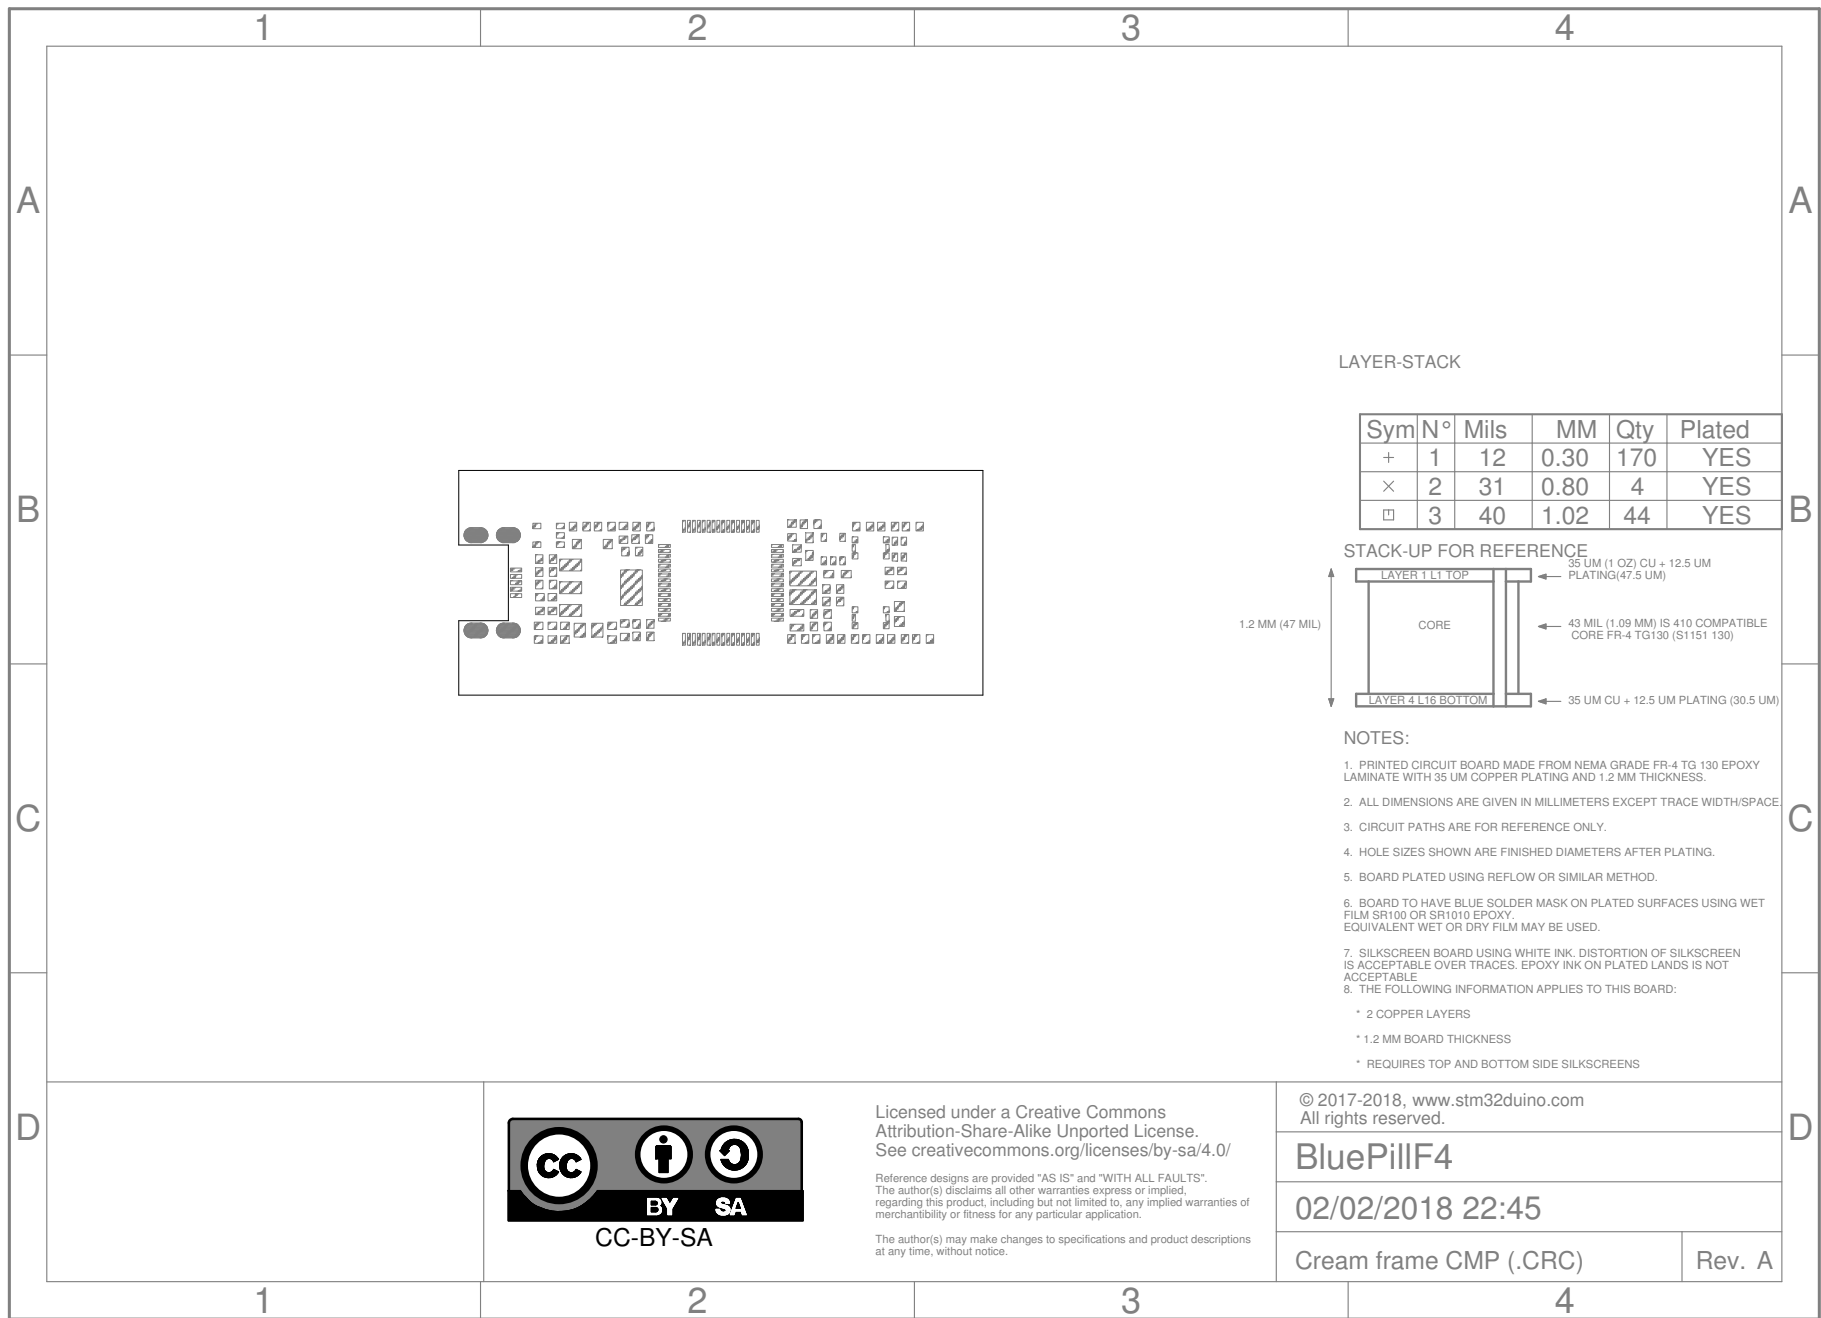 1 2 3 4
A A
LAYER-STACK
Sym N° Mils MM Qty Plated
+ 1 12 0.30 170 YES
× 2 31 0.80 4 YES
3 40 1.02 44 YES
B B
STACK-UP FOR REFERENCE
35 UM (1 OZ) CU + 12.5 UM
PLATING(47.5 UM)
LAYER 1 L1 TOP
1.2 MM (47 MIL)
CORE
43 MIL (1.09 MM) IS 410 COMPATIBLE
CORE FR-4 TG130 (S1151 130)
LAYER 4 L16 BOTTOM
35 UM CU + 12.5 UM PLATING (30.5 UM)
NOTES:
1. PRINTED CIRCUIT BOARD MADE FROM NEMA GRADE FR-4 TG 130 EPOXY
LAMINATE WITH 35 UM COPPER PLATING AND 1.2 MM THICKNESS.
2. ALL DIMENSIONS ARE GIVEN IN MILLIMETERS EXCEPT TRACE WIDTH/SPACE.
C C
3. CIRCUIT PATHS ARE FOR REFERENCE ONLY.
4. HOLE SIZES SHOWN ARE FINISHED DIAMETERS AFTER PLATING.
5. BOARD PLATED USING REFLOW OR SIMILAR METHOD.
6. BOARD TO HAVE BLUE SOLDER MASK ON PLATED SURFACES USING WET
FILM SR100 OR SR1010 EPOXY.
EQUIVALENT WET OR DRY FILM MAY BE USED.
7. SILKSCREEN BOARD USING WHITE INK. DISTORTION OF SILKSCREEN
IS ACCEPTABLE OVER TRACES. EPOXY INK ON PLATED LANDS IS NOT
ACCEPTABLE
8. THE FOLLOWING INFORMATION APPLIES TO THIS BOARD:
* 2 COPPER LAYERS
* 1.2 MM BOARD THICKNESS
* REQUIRES TOP AND BOTTOM SIDE SILKSCREENS
D D
cc BY SA
CC-BY-SA
Licensed under a Creative Commons
Attribution-Share-Alike Unported License.
See creativecommons.org/licenses/by-sa/4.0/
Reference designs are provided "AS IS" and "WITH ALL FAULTS".
The author(s) disclaims all other warranties express or implied,
regarding this product, including but not limited to, any implied warranties of
merchantibility or fitness for any particular application.
The author(s) may make changes to specifications and product descriptions
at any time, without notice.
© 2017-2018, www.stm32duino.com
All rights reserved.
BluePillF4
02/02/2018 22:45
Cream frame CMP (.CRC) Rev. A
1 2 3 4